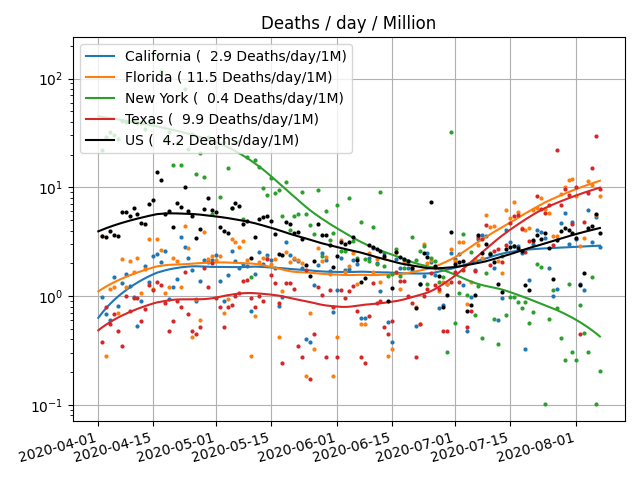 Deaths / day / Million
California (  2.9 Deaths/day/1M)
Florida ( 11.5 Deaths/day/1M)
New York (  0.4 Deaths/day/1M)
Texas (  9.9 Deaths/day/1M)
US (  4.2 Deaths/day/1M)
10²
10¹
10⁰
10⁻¹
2020-04-01
2020-04-15
2020-05-01
2020-05-15
2020-06-01
2020-06-15
2020-07-01
2020-07-15
2020-08-01